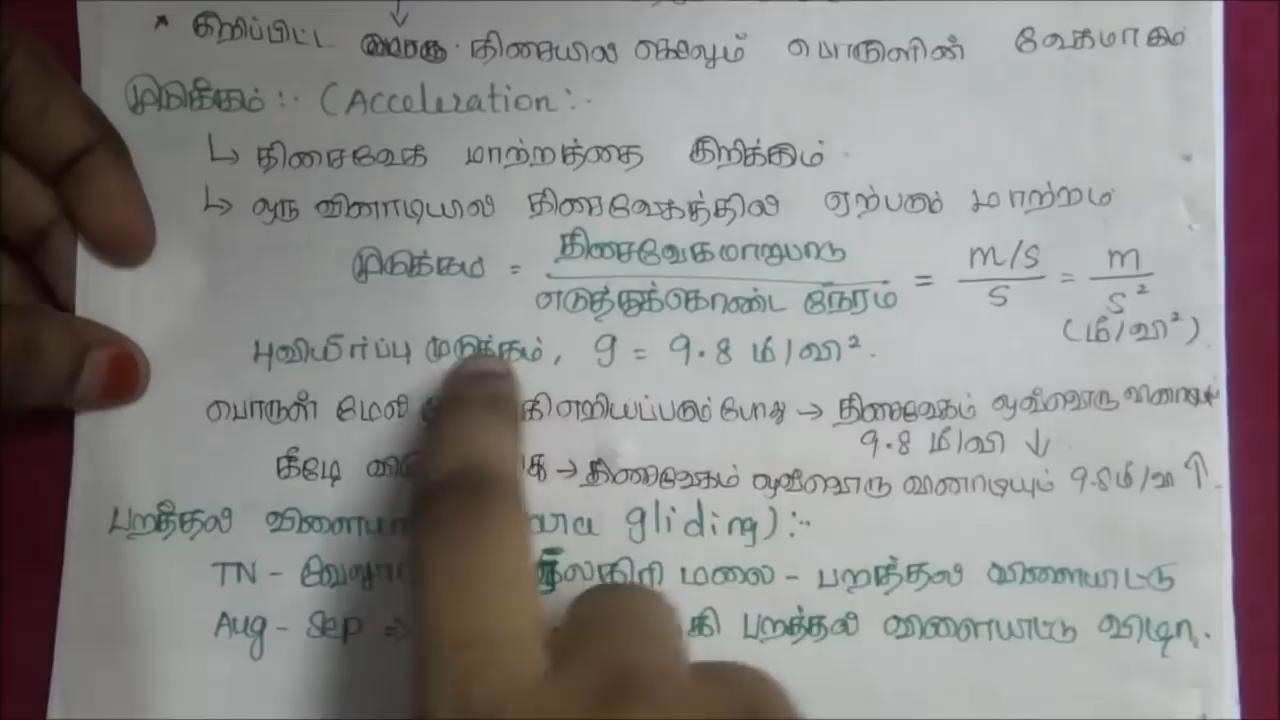 * குறிப்பிட்ட திசையில் செல்லும் பொருளின் வேகமாகும்
முடுக்கம் :- (Acceleration :-
↳ திசைவேக மாற்றத்தை குறிக்கும்.
↳ ஒரு வினாடியில் திசைவேகத்தில் ஏற்படும் மாற்றம்
முடுக்கம் = திசைவேகமாறுபாடு / எடுத்துக்கொண்ட நேரம் = m/s / s = m / s²
(மீ/வி²)
புவியீர்ப்பு முடுக்கம், g = 9.8 மீ/வி².
பொருள் மேல் எறியப்படும்போது → திசைவேகம் ஒவ்வொரு வினாடியும்
9.8 மீ/வி ↓
கீழே → திசைவேகம் ஒவ்வொரு வினாடியும் 9.8மீ/வி ↑.
பறத்தல் gliding) :-
TN - மலை - பறத்தல் விளையாட்டு
Aug - Sep ⇒ பறத்தல் விளையாட்டு விழா.